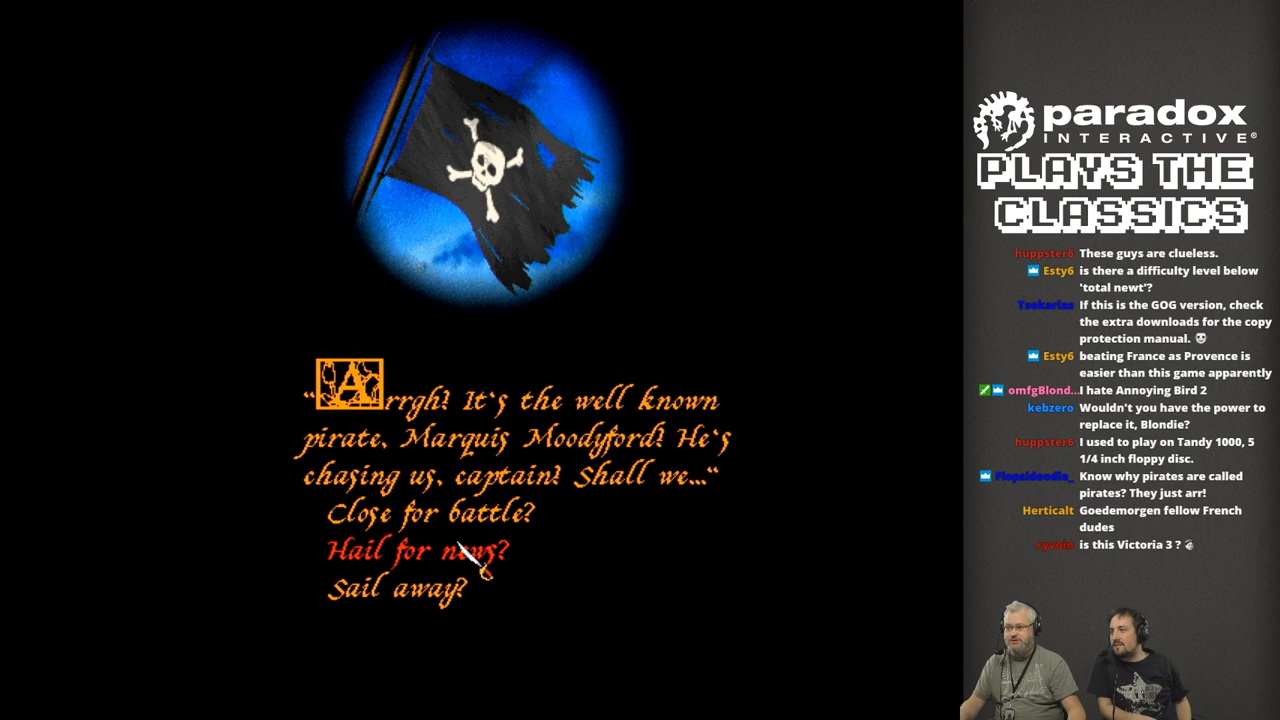 "Arrgh! It's the well known
pirate, Marquis Moodyford! He's
chasing us, captain! Shall we..."
Close for battle?
Hail for news?
Sail away?
paradox
INTERACTIVE®
PLAYS THE
CLASSICS
huppster6 These guys are clueless.
Esty6 is there a difficulty level below
'total newt'?
Tsokarias If this is the GOG version, check
the extra downloads for the copy
protection manual.
Esty6 beating France as Provence is
easier than this game apparently
omfgBlond... I hate Annoying Bird 2
kebzero Wouldn't you have the power to
replace it, Blondie?
huppster6 I used to play on Tandy 1000, 5
1/4 inch floppy disc.
Know why pirates are called
pirates? They just arr!
Herticalt Goedemorgen fellow French
dudes
ryvoin is this Victoria 3 ?